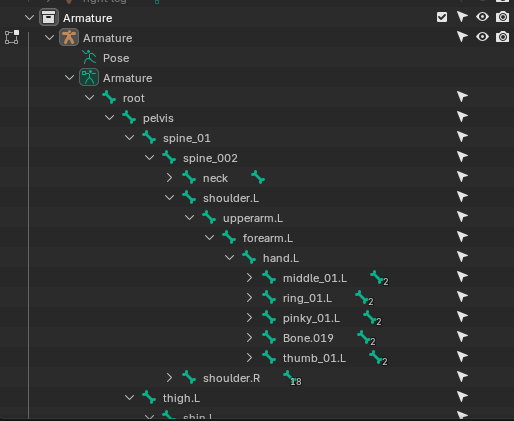 Armature
Armature
Pose
Armature
root
pelvis
spine_01
spine_002
neck
shoulder.L
upperarm.L
forearm.L
hand.L
middle_01.L 2
ring_01.L 2
pinky_01.L 2
Bone.019 2
thumb_01.L 2
shoulder.R 18
thigh.L
shin.L